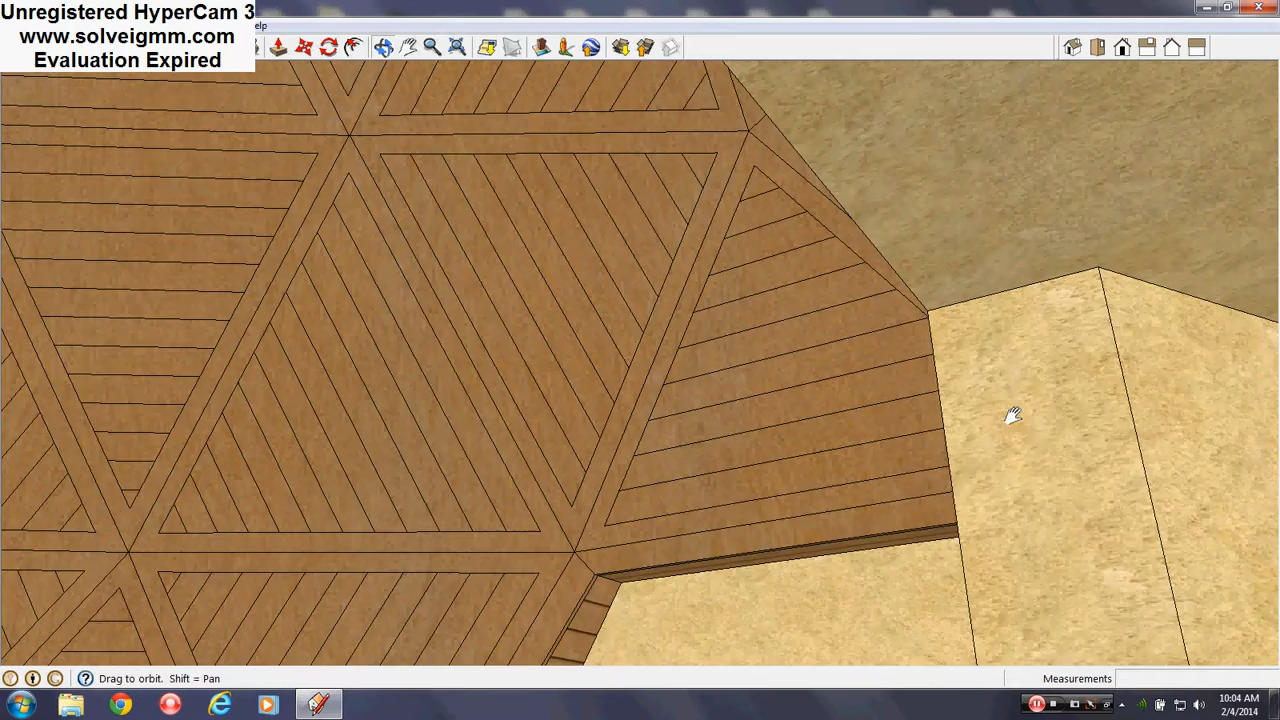 Unregistered HyperCam 3
www.solveigmm.com
Evaluation Expired
elp
Drag to orbit. Shift = Pan
Measurements
10:04 AM
2/4/2014